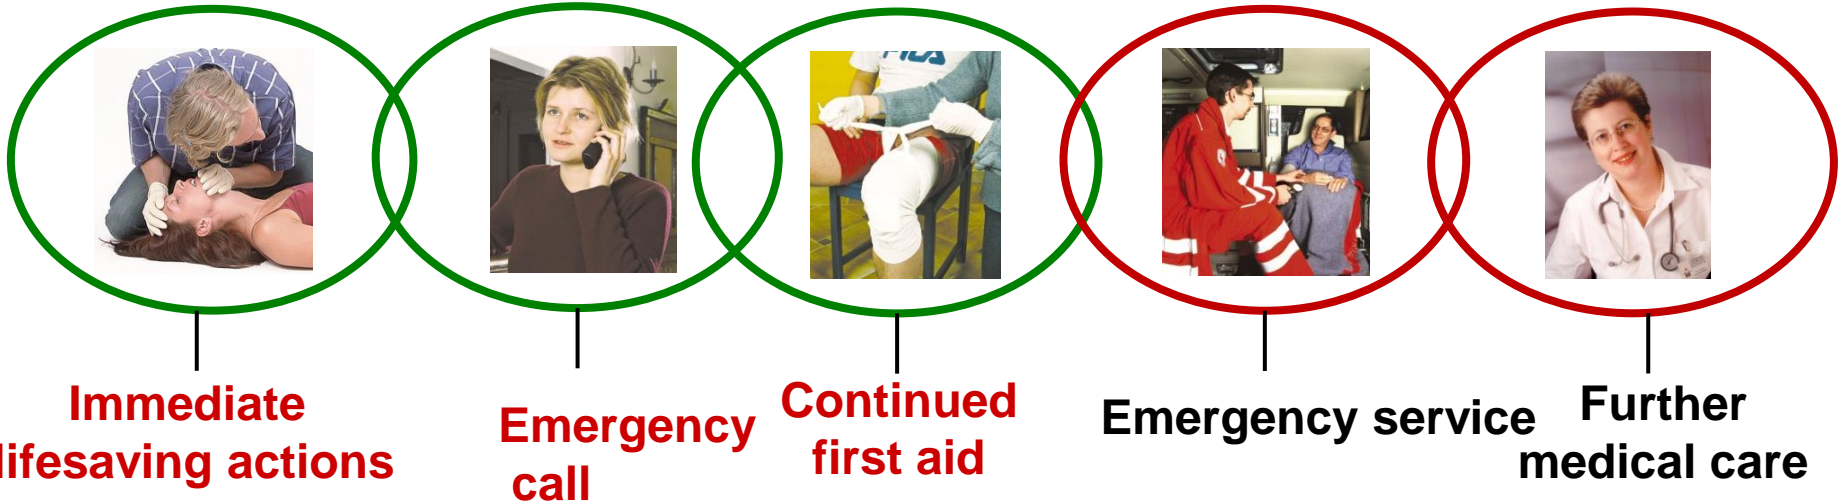 Immediate
lifesaving actions
Emergency
call
Continued
first aid
Emergency service
Further
medical care